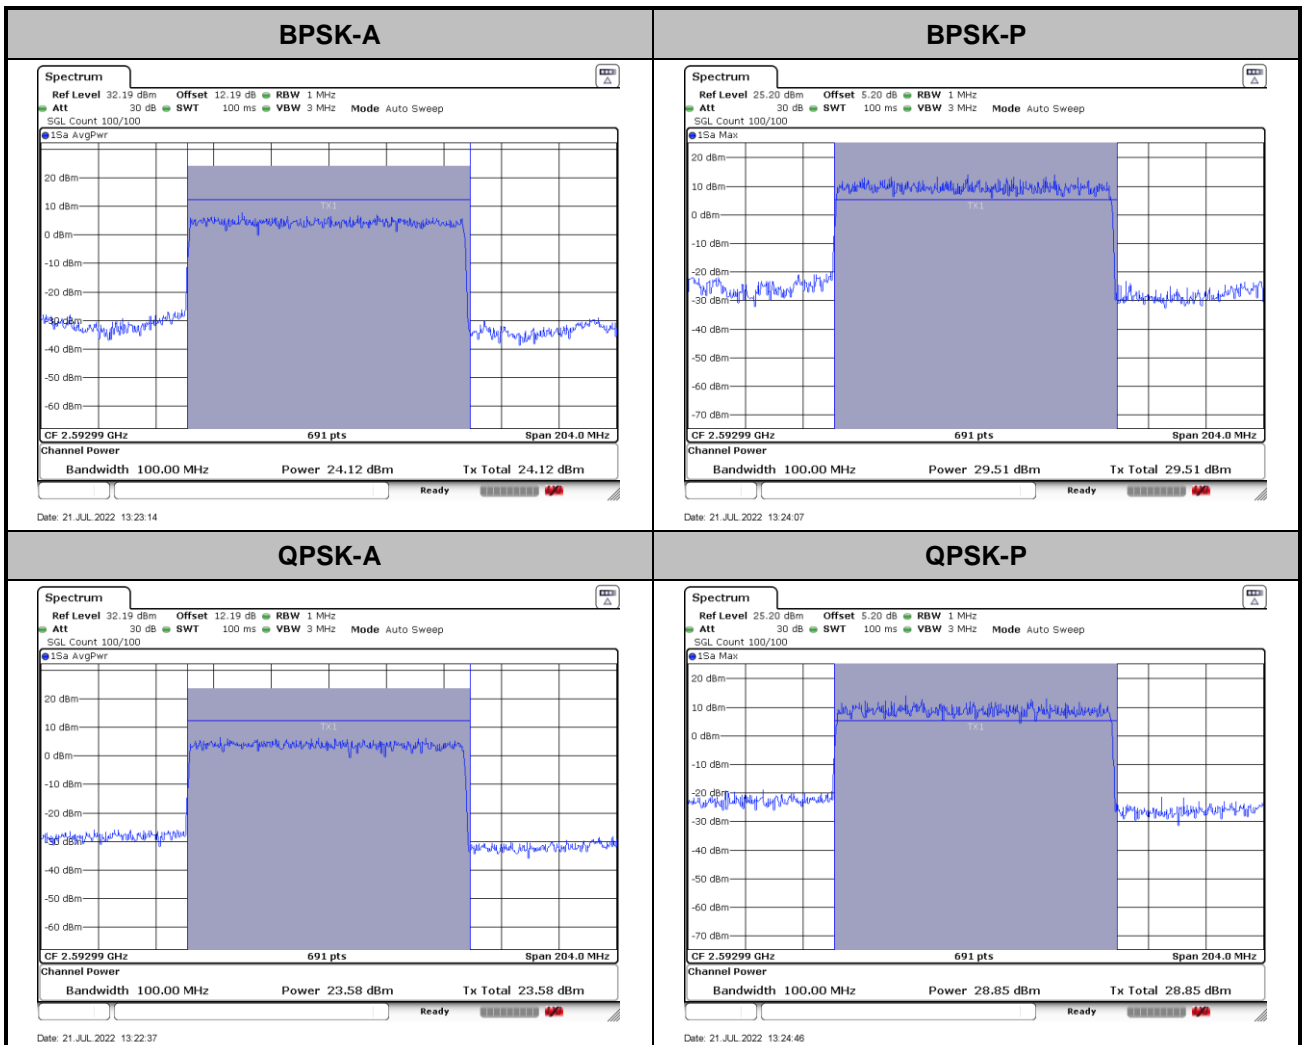 BPSK-A
BPSK-P
Spectrum
Ref Level 32.19 dBm Offset 12.19 dB RBW 1 MHz
Att 30 dB SWT 100 ms VBW 3 MHz Mode Auto Sweep
SGL Count 100/100
1Sa AvgPwr
20 dBm
10 dBm
TX1
0 dBm
-10 dBm
-20 dBm
-30 dBm
-40 dBm
-50 dBm
-60 dBm
CF 2.59299 GHz 691 pts Span 204.0 MHz
Channel Power
Bandwidth 100.00 MHz Power 24.12 dBm Tx Total 24.12 dBm
Ready
Date: 21.JUL.2022 13:23:14
Spectrum
Ref Level 25.20 dBm Offset 5.20 dB RBW 1 MHz
Att 30 dB SWT 100 ms VBW 3 MHz Mode Auto Sweep
SGL Count 100/100
1Sa Max
20 dBm
10 dBm
TX1
0 dBm
-10 dBm
-20 dBm
-30 dBm
-40 dBm
-50 dBm
-60 dBm
-70 dBm
CF 2.59299 GHz 691 pts Span 204.0 MHz
Channel Power
Bandwidth 100.00 MHz Power 29.51 dBm Tx Total 29.51 dBm
Ready
Date: 21.JUL.2022 13:24:07
QPSK-A
QPSK-P
Spectrum
Ref Level 32.19 dBm Offset 12.19 dB RBW 1 MHz
Att 30 dB SWT 100 ms VBW 3 MHz Mode Auto Sweep
SGL Count 100/100
1Sa AvgPwr
20 dBm
10 dBm
TX1
0 dBm
-10 dBm
-20 dBm
-30 dBm
-40 dBm
-50 dBm
-60 dBm
CF 2.59299 GHz 691 pts Span 204.0 MHz
Channel Power
Bandwidth 100.00 MHz Power 23.58 dBm Tx Total 23.58 dBm
Ready
Date: 21.JUL.2022 13:22:37
Spectrum
Ref Level 25.20 dBm Offset 5.20 dB RBW 1 MHz
Att 30 dB SWT 100 ms VBW 3 MHz Mode Auto Sweep
SGL Count 100/100
1Sa Max
20 dBm
10 dBm
TX1
0 dBm
-10 dBm
-20 dBm
-30 dBm
-40 dBm
-50 dBm
-60 dBm
-70 dBm
CF 2.59299 GHz 691 pts Span 204.0 MHz
Channel Power
Bandwidth 100.00 MHz Power 28.85 dBm Tx Total 28.85 dBm
Ready
Date: 21.JUL.2022 13:24:46